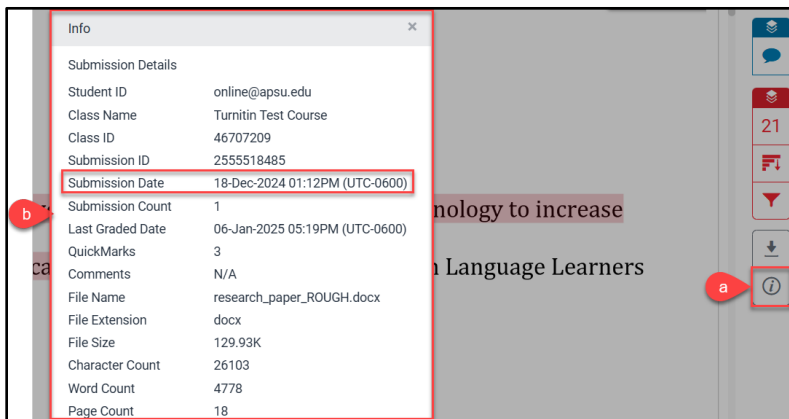 Info ×
Submission Details
Student ID online@apsu.edu
Class Name Turnitin Test Course
Class ID 46707209
Submission ID 2555518485
Submission Date 18-Dec-2024 01:12PM (UTC-0600)
Submission Count 1
Last Graded Date 06-Jan-2025 05:19PM (UTC-0600)
QuickMarks 3
Comments N/A
File Name research_paper_ROUGH.docx
File Extension docx
File Size 129.93K
Character Count 26103
Word Count 4778
Page Count 18
b
nology to increase
ca
n Language Learners
21
a
i